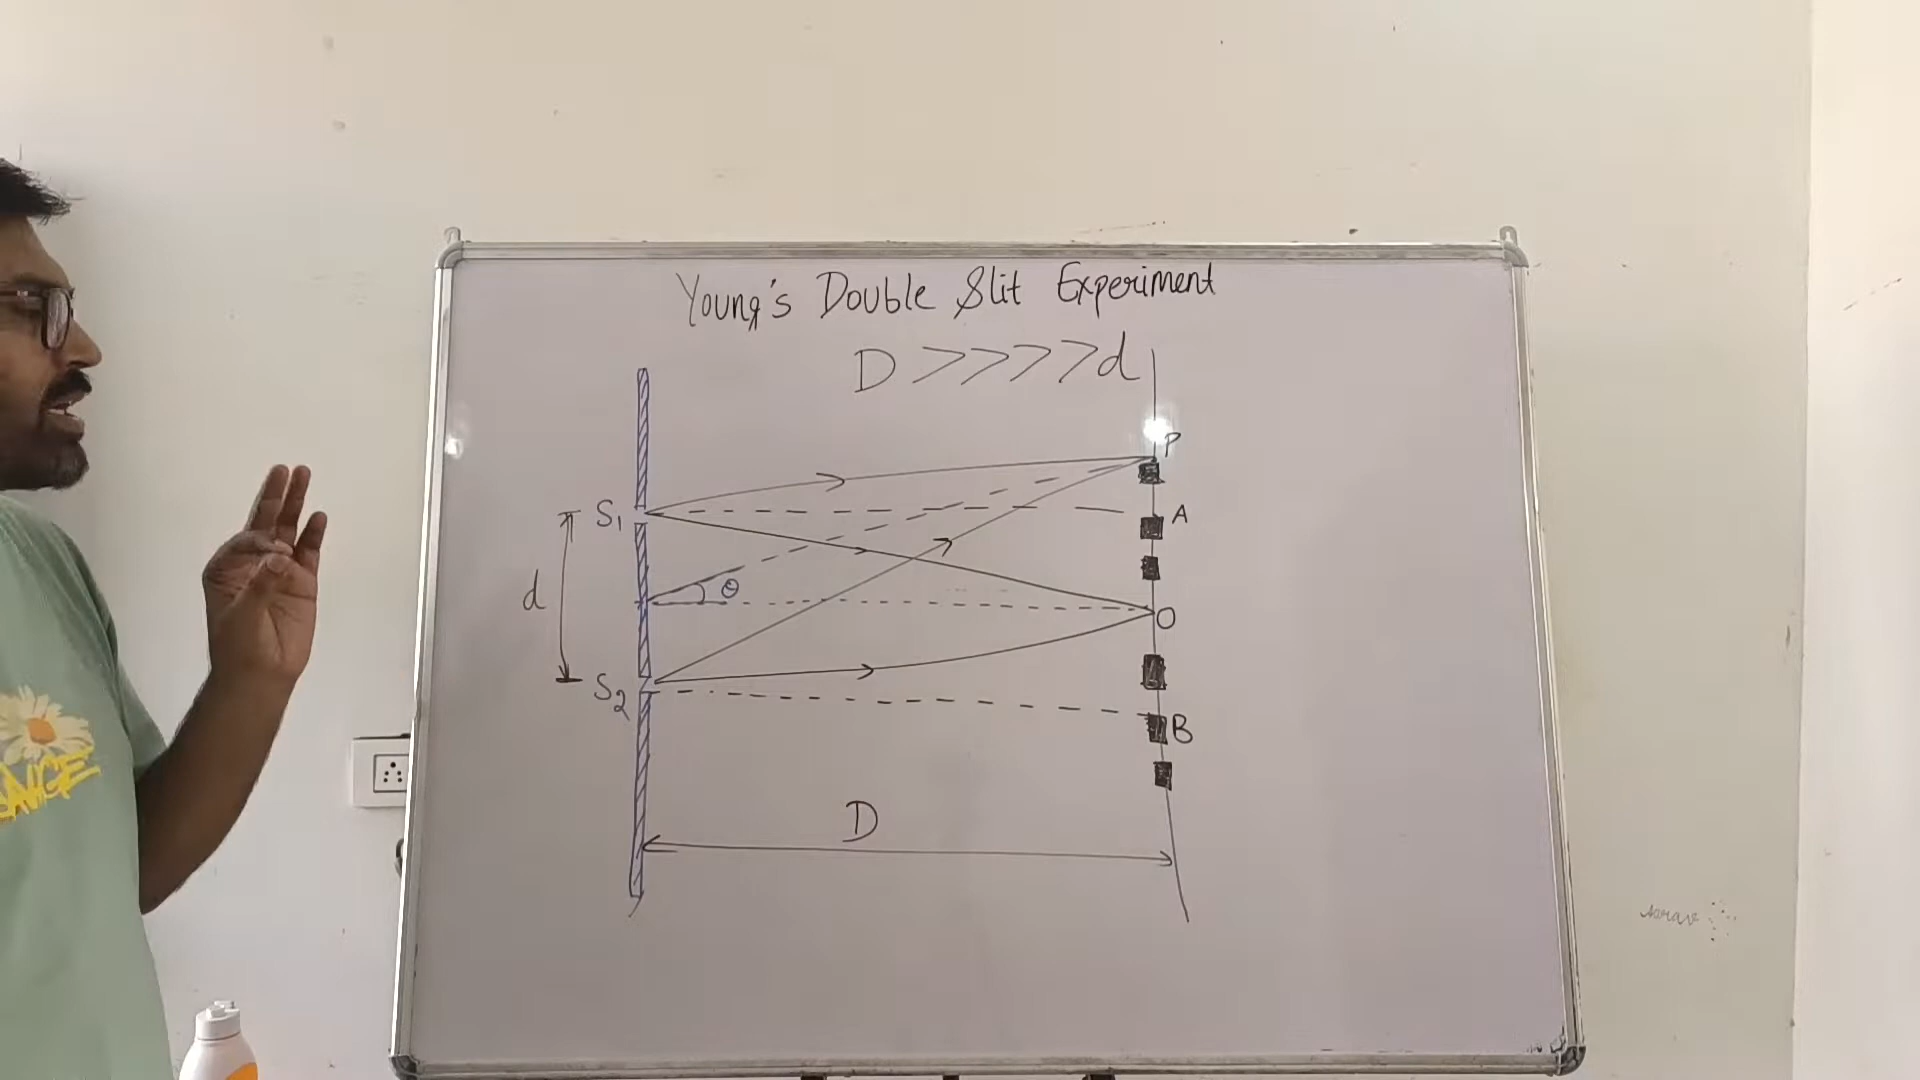 Young's Double Slit Experiment
D >>>> d
P
S1
A
d
θ
O
S2
B
D